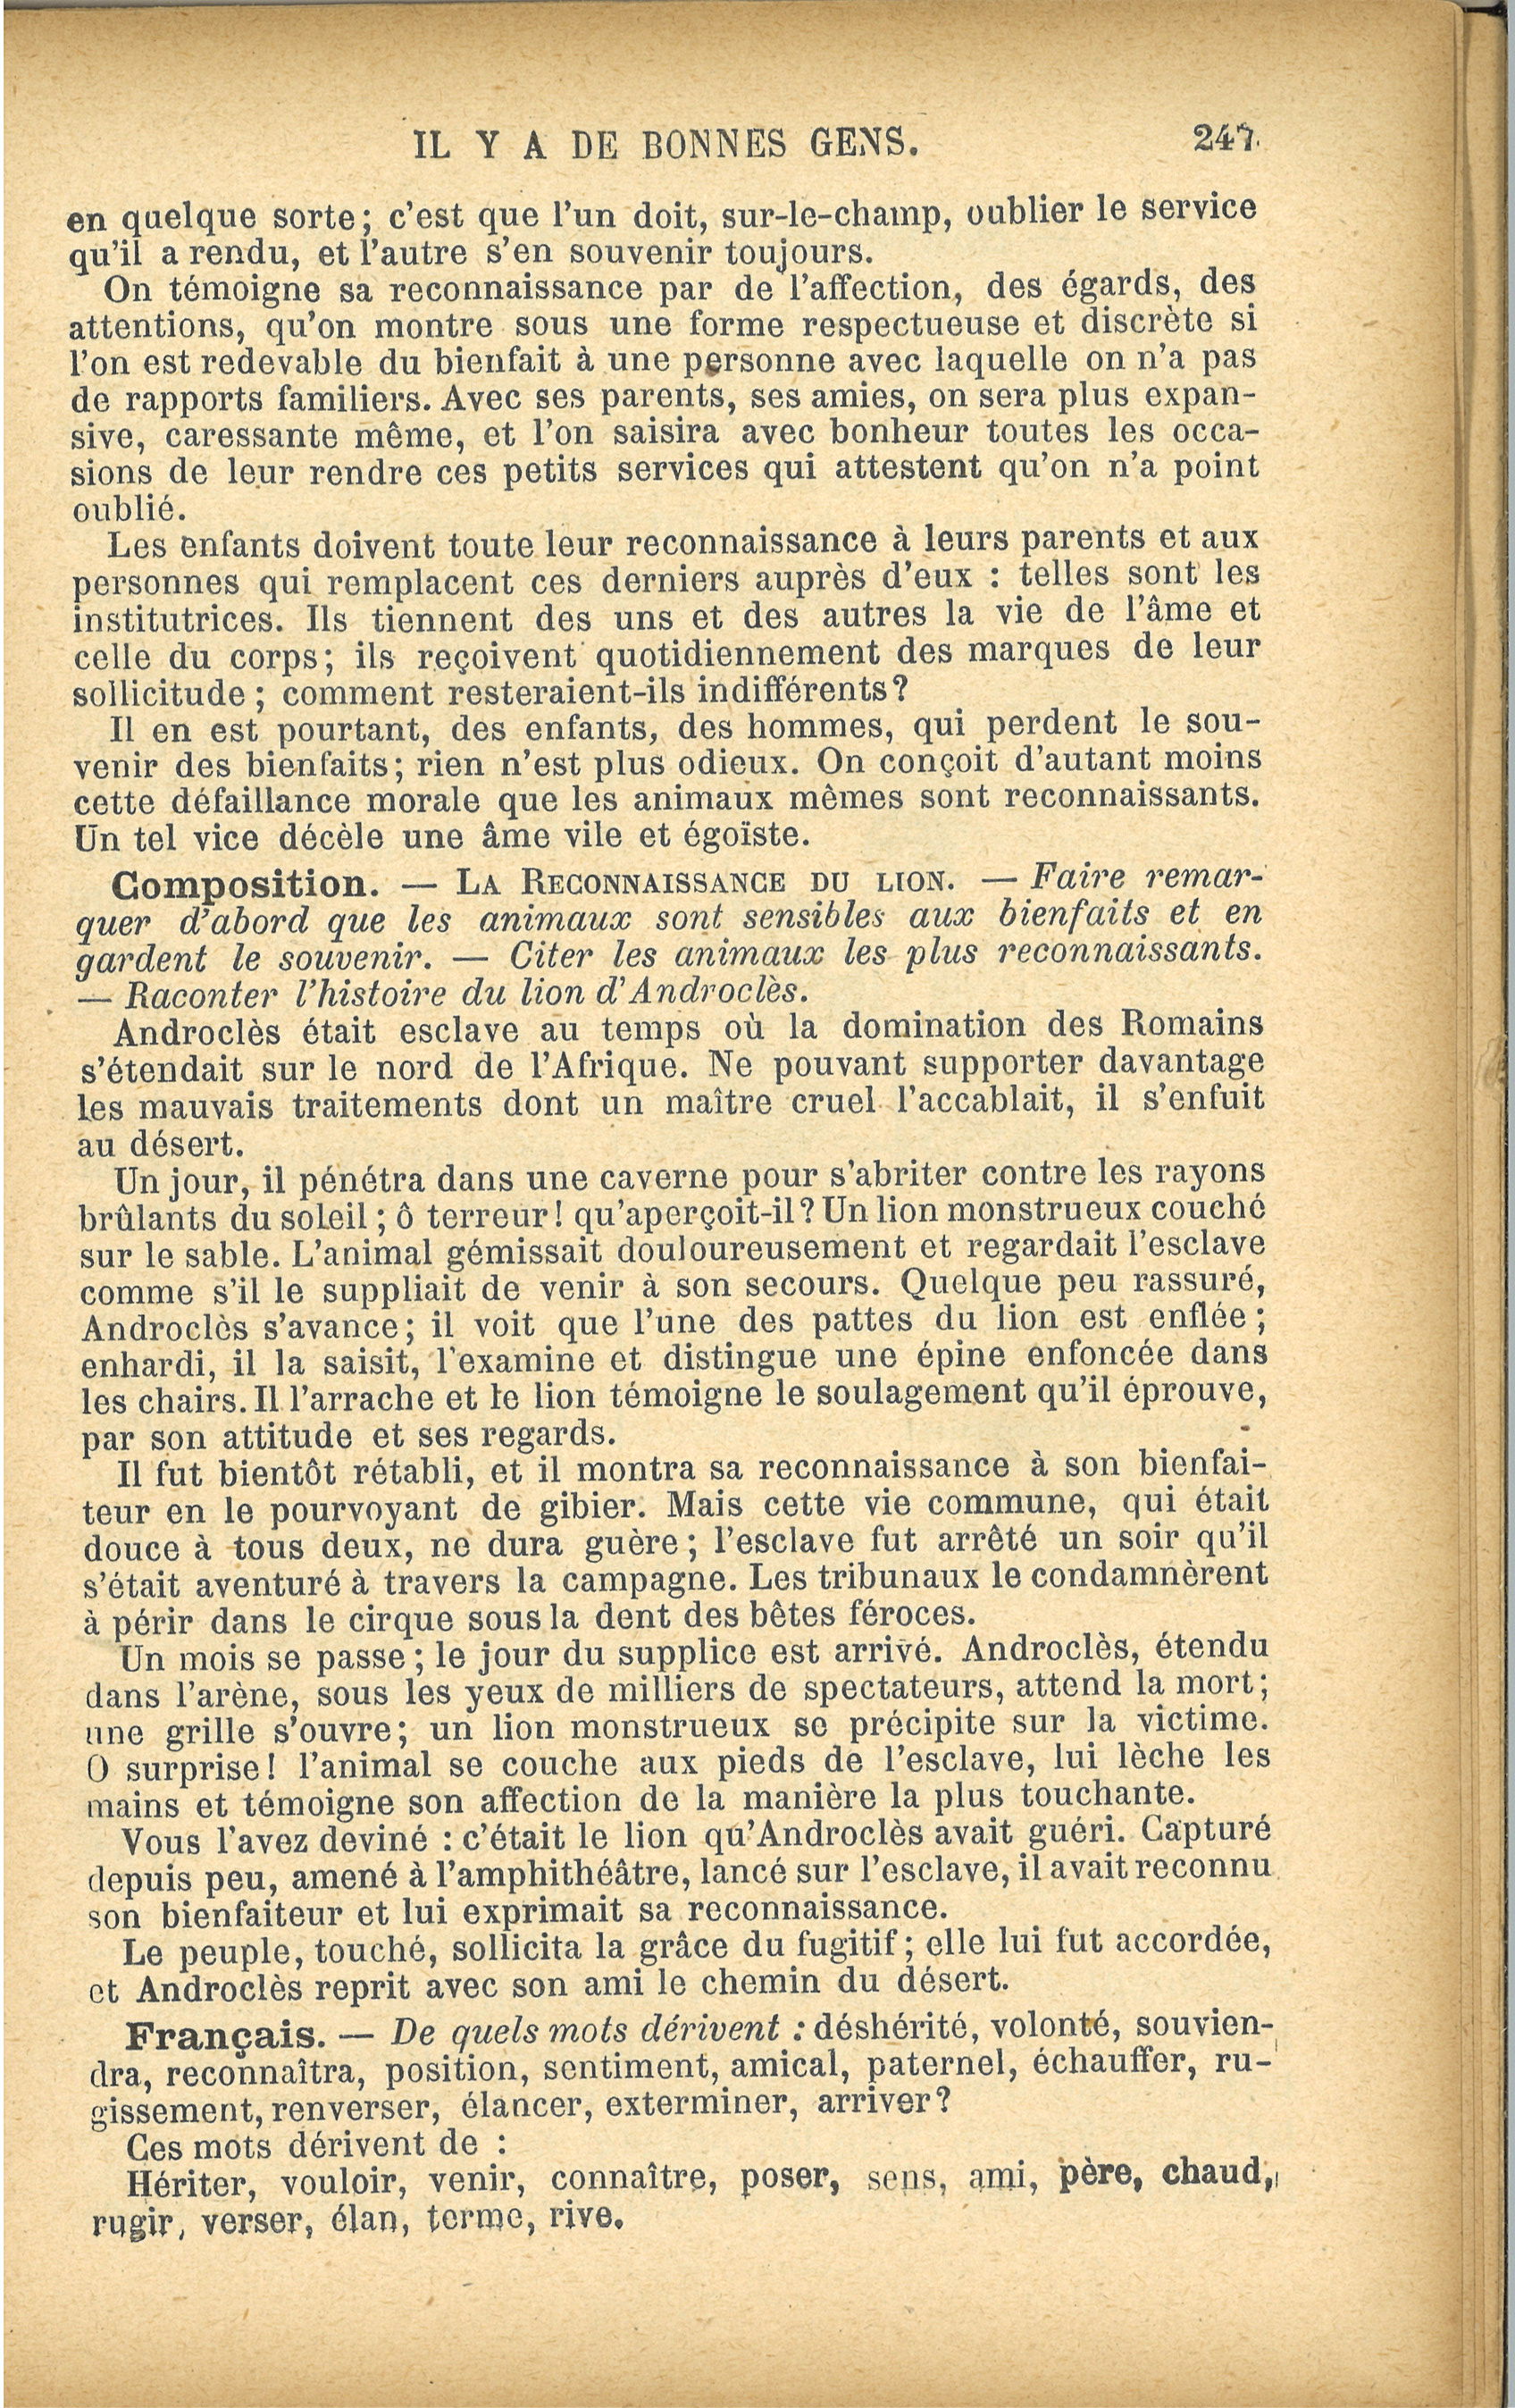 IL Y A DE BONNES GENS. 247
en quelque sorte; c'est que l'un doit, sur-le-champ, oublier le service
qu'il a rendu, et l'autre s'en souvenir toujours.
On témoigne sa reconnaissance par de l'affection, des égards, des
attentions, qu'on montre sous une forme respectueuse et discrète si
l'on est redevable du bienfait à une personne avec laquelle on n'a pas
de rapports familiers. Avec ses parents, ses amies, on sera plus expan-
sive, caressante même, et l'on saisira avec bonheur toutes les occa-
sions de leur rendre ces petits services qui attestent qu'on n'a point
oublié.
Les enfants doivent toute leur reconnaissance à leurs parents et aux
personnes qui remplacent ces derniers auprès d'eux : telles sont les
institutrices. Ils tiennent des uns et des autres la vie de l'âme et
celle du corps; ils reçoivent quotidiennement des marques de leur
sollicitude; comment resteraient-ils indifférents?
Il en est pourtant, des enfants, des hommes, qui perdent le sou-
venir des bienfaits; rien n'est plus odieux. On conçoit d'autant moins
cette défaillance morale que les animaux mêmes sont reconnaissants.
Un tel vice décèle une âme vile et égoïste.
Composition. — LA RECONNAISSANCE DU LION. — Faire remar-
quer d'abord que les animaux sont sensibles aux bienfaits et en
gardent le souvenir. — Citer les animaux les plus reconnaissants.
— Raconter l'histoire du lion d'Androclès.
Androclès était esclave au temps où la domination des Romains
s'étendait sur le nord de l'Afrique. Ne pouvant supporter davantage
les mauvais traitements dont un maître cruel l'accablait, il s'enfuit
au désert.
Un jour, il pénétra dans une caverne pour s'abriter contre les rayons
brûlants du soleil; ô terreur! qu'aperçoit-il? Un lion monstrueux couché
sur le sable. L'animal gémissait douloureusement et regardait l'esclave
comme s'il le suppliait de venir à son secours. Quelque peu rassuré,
Androclès s'avance; il voit que l'une des pattes du lion est enflée;
enhardi, il la saisit, l'examine et distingue une épine enfoncée dans
les chairs. Il l'arrache et le lion témoigne le soulagement qu'il éprouve,
par son attitude et ses regards.
Il fut bientôt rétabli, et il montra sa reconnaissance à son bienfai-
teur en le pourvoyant de gibier. Mais cette vie commune, qui était
douce à tous deux, ne dura guère; l'esclave fut arrêté un soir qu'il
s'était aventuré à travers la campagne. Les tribunaux le condamnèrent
à périr dans le cirque sous la dent des bêtes féroces.
Un mois se passe; le jour du supplice est arrivé. Androclès, étendu
dans l'arène, sous les yeux de milliers de spectateurs, attend la mort;
une grille s'ouvre; un lion monstrueux se précipite sur la victime.
O surprise! l'animal se couche aux pieds de l'esclave, lui lèche les
mains et témoigne son affection de la manière la plus touchante.
Vous l'avez deviné : c'était le lion qu'Androclès avait guéri. Capturé
depuis peu, amené à l'amphithéâtre, lancé sur l'esclave, il avait reconnu
son bienfaiteur et lui exprimait sa reconnaissance.
Le peuple, touché, sollicita la grâce du fugitif; elle lui fut accordée,
et Androclès reprit avec son ami le chemin du désert.
Français. — De quels mots dérivent : déshérité, volonté, souvien-
dra, reconnaîtra, position, sentiment, amical, paternel, échauffer, ru-
gissement, renverser, élancer, exterminer, arriver?
Ces mots dérivent de :
Hériter, vouloir, venir, connaître, poser, sens, ami, père, chaud,
rugir, verser, élan, terme, rive.